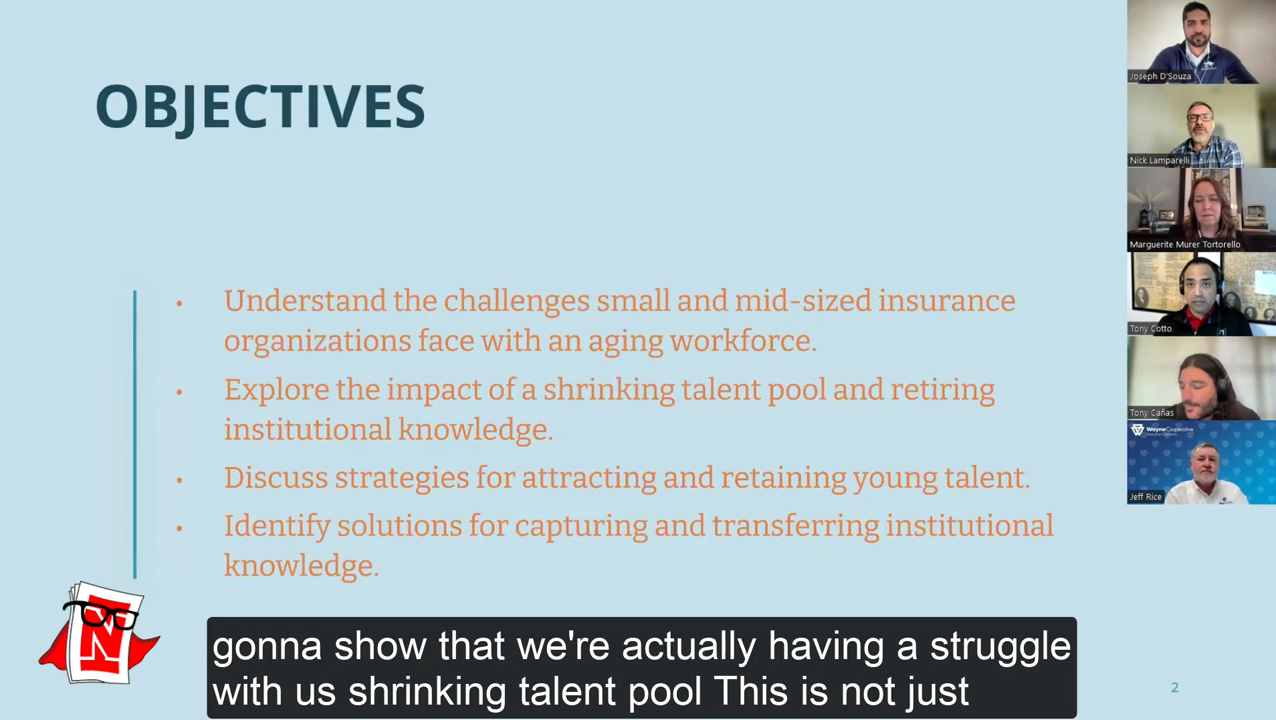 OBJECTIVES
• Understand the challenges small and mid-sized insurance
organizations face with an aging workforce.
• Explore the impact of a shrinking talent pool and retiring
institutional knowledge.
• Discuss strategies for attracting and retaining young talent.
• Identify solutions for capturing and transferring institutional
knowledge.
N
gonna show that we're actually having a struggle
with us shrinking talent pool This is not just
2
Joseph D'Souza
Nick Lamparelli
Marguerite Murer Tortorello
Tony Cotto
Tony Cañas
WayneCooperative
Jeff Rice